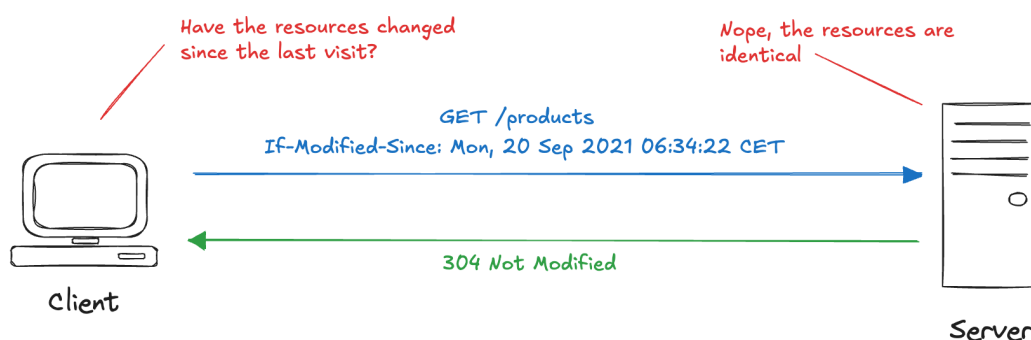 Have the resources changed
since the last visit?
Nope, the resources are
identical
GET /products
If-Modified-Since: Mon, 20 Sep 2021 06:34:22 CET
304 Not Modified
Client
Server